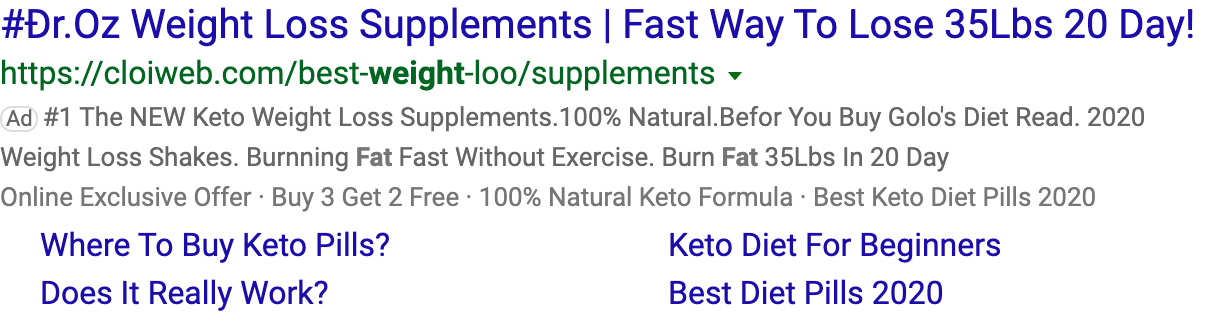 #Ðr.Oz Weight Loss Supplements | Fast Way To Lose 35Lbs 20 Day!
https://cloiweb.com/best-weight-loo/supplements
Ad #1 The NEW Keto Weight Loss Supplements.100% Natural.Befor You Buy Golo's Diet Read. 2020
Weight Loss Shakes. Burnning Fat Fast Without Exercise. Burn Fat 35Lbs In 20 Day
Online Exclusive Offer · Buy 3 Get 2 Free · 100% Natural Keto Formula · Best Keto Diet Pills 2020
Where To Buy Keto Pills? Keto Diet For Beginners
Does It Really Work? Best Diet Pills 2020